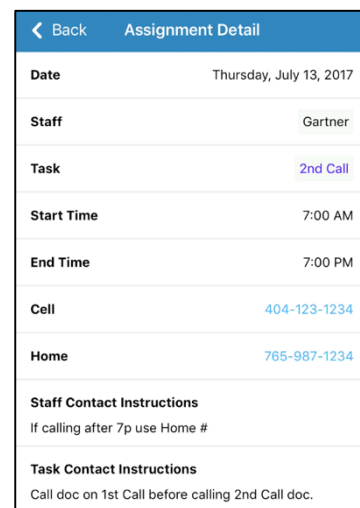 Back Assignment Detail
Date Thursday, July 13, 2017
Staff Gartner
Task 2nd Call
Start Time 7:00 AM
End Time 7:00 PM
Cell 404-123-1234
Home 765-987-1234
Staff Contact Instructions
If calling after 7p use Home #
Task Contact Instructions
Call doc on 1st Call before calling 2nd Call doc.